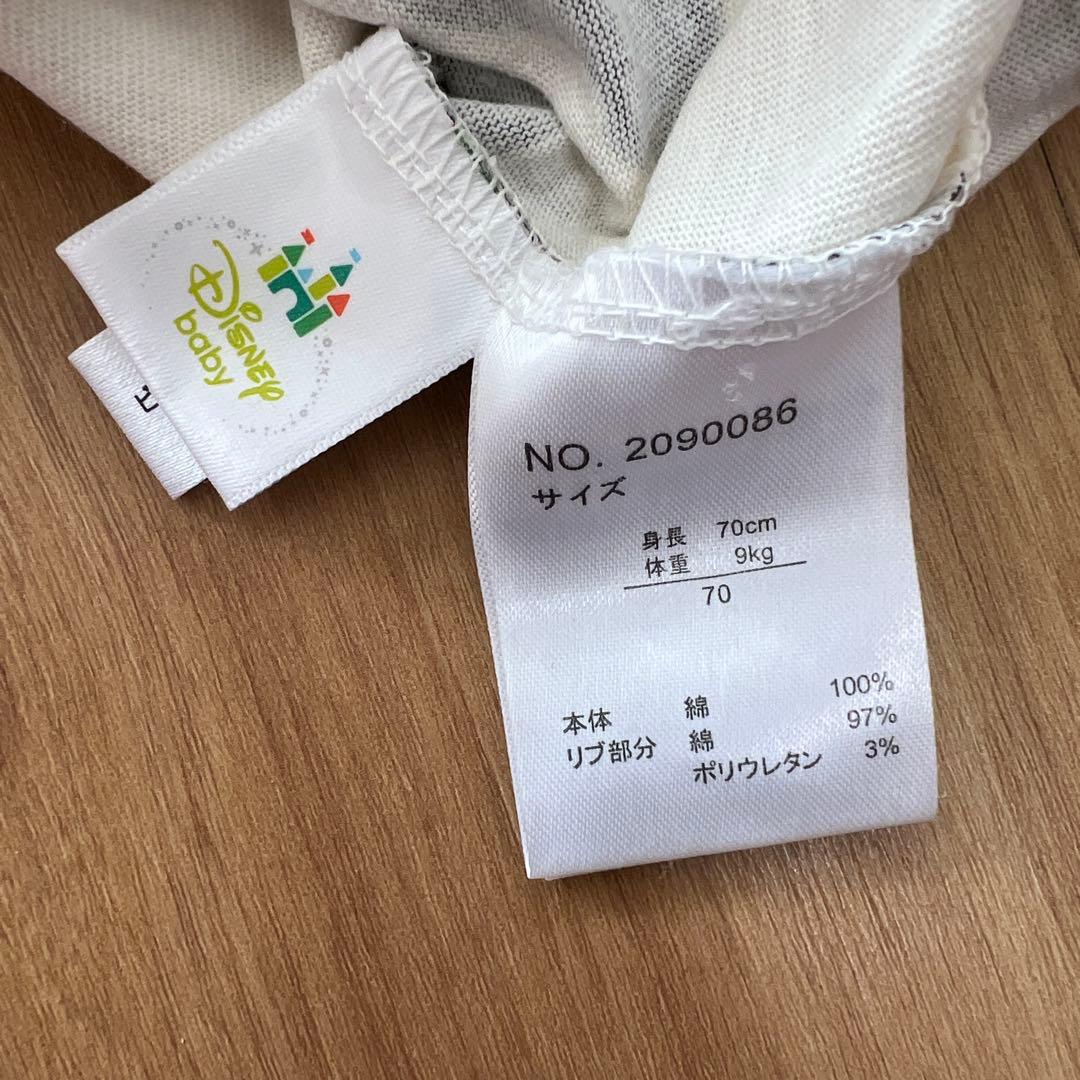 Disney
baby
NO. 2090086
サイズ
身長 70cm
体重 9kg
70
本体 綿 100%
リブ部分 綿 97%
ポリウレタン 3%